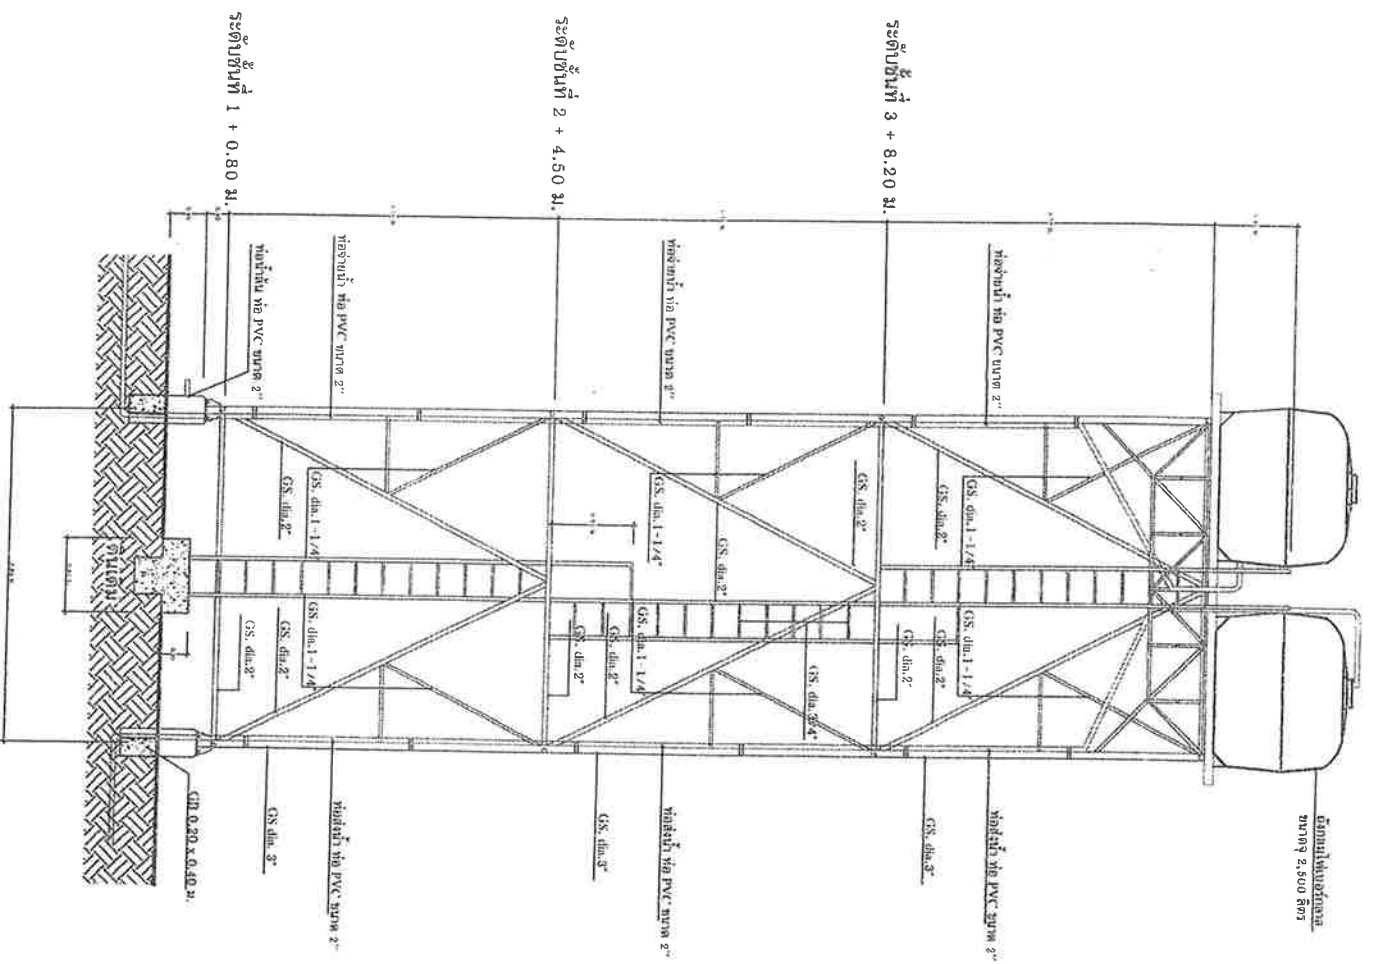 ถังกลมไฟเบอร์กลาส
ขนาดจุ 2,500 ลิตร
ระดับชั้นที่ 3 + 8.20 ม.
ท่อจ่ายน้ำ ท่อ PVC ขนาด 2"
GS. dia.1-1/4"
GS. dia.2"
GS. dia.2"
GS. dia.1-1/4"
GS. dia.2"
GS. dia.2"
ท่อส่งน้ำ ท่อ PVC ขนาด 2"
GS. dia.3"
ระดับชั้นที่ 2 + 4.50 ม.
ท่อจ่ายน้ำ ท่อ PVC ขนาด 2"
GS. dia.2"
GS. dia.1-1/4"
GS. dia.3/4"
GS. dia.1-1/4"
GS. dia.2"
GS. dia.2"
ท่อส่งน้ำ ท่อ PVC ขนาด 2"
GS. dia.3"
ระดับชั้นที่ 1 + 0.80 ม.
ท่อจ่ายน้ำ ท่อ PVC ขนาด 2"
GS. dia.1-1/4"
GS. dia.2"
GS. dia.1-1/4"
GS. dia.2"
GS. dia.2"
ท่อส่งน้ำ ท่อ PVC ขนาด 2"
GS. dia. 3"
ท่อน้ำล้น ท่อ PVC ขนาด 2"
GB 0.20 x 0.40 ม.
ดินเดิม